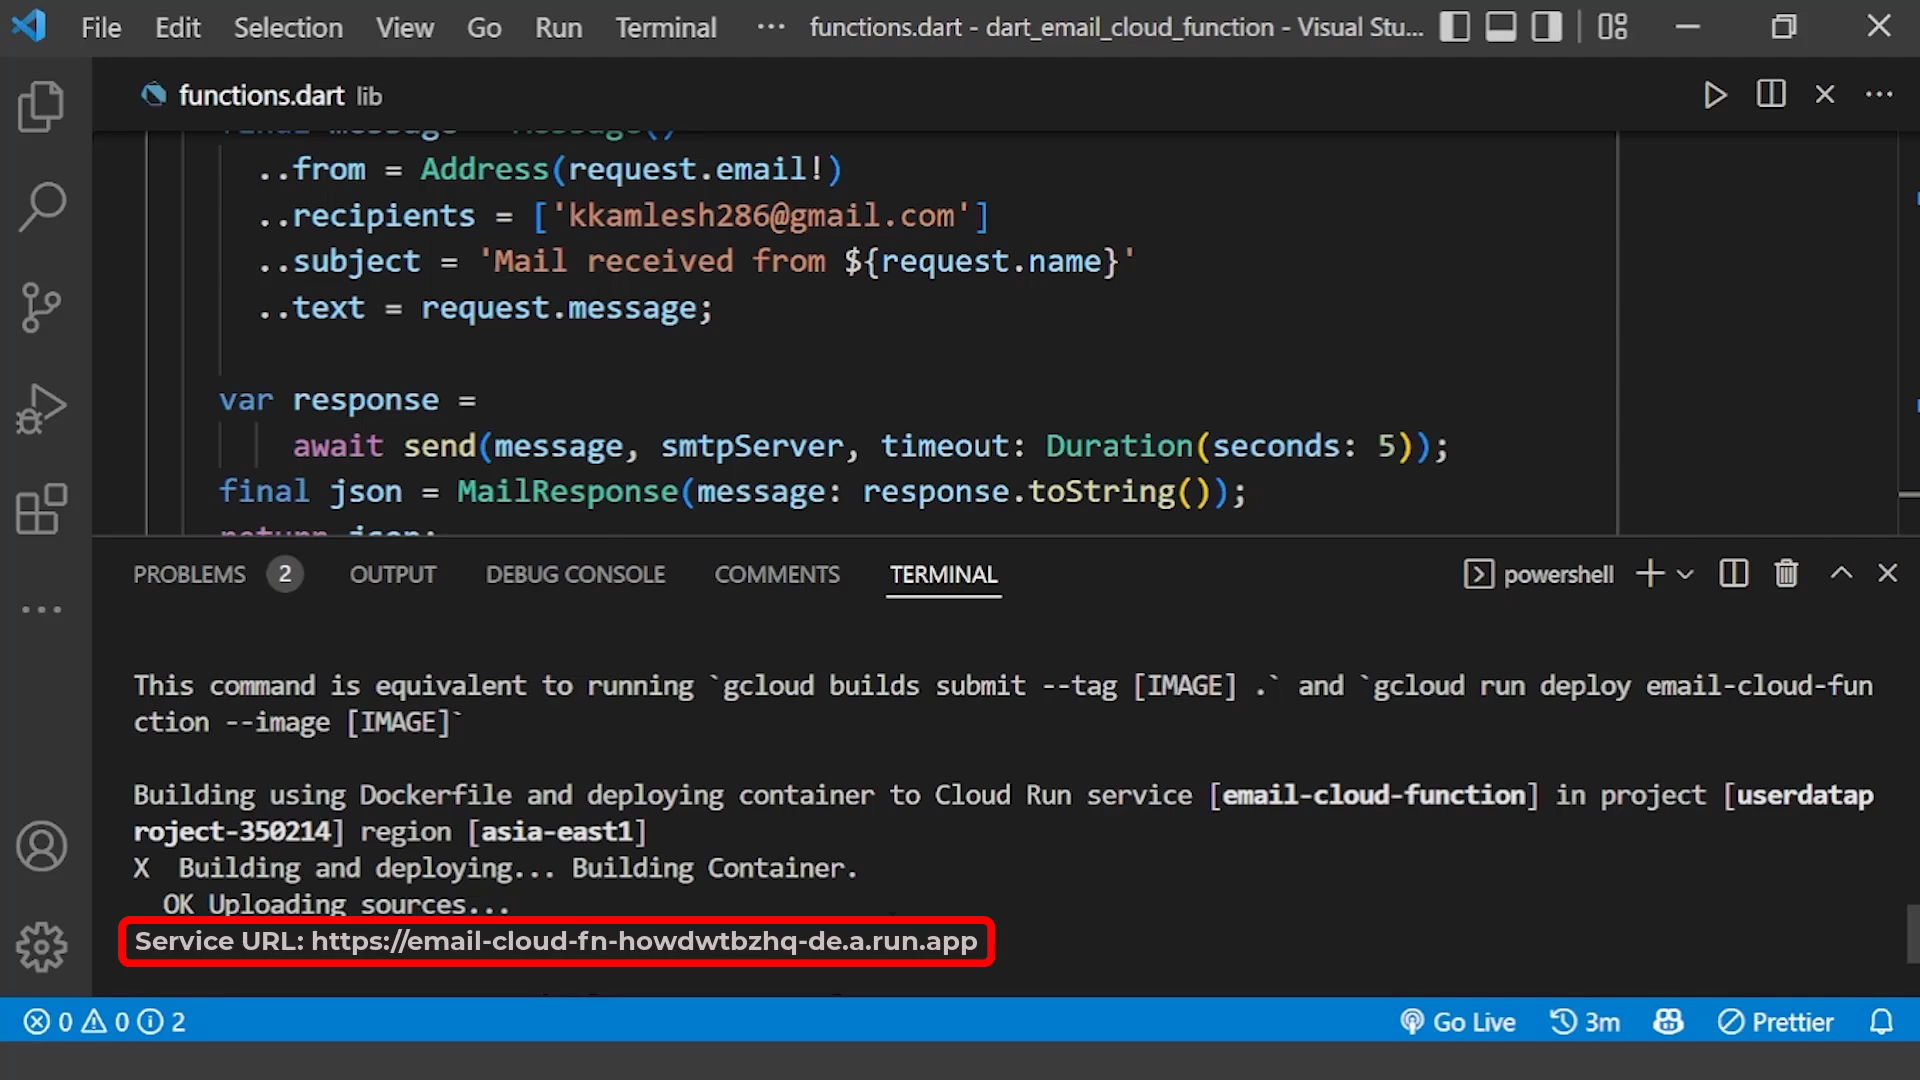 File Edit Selection View Go Run Terminal ··· functions.dart - dart_email_cloud_function - Visual Stu...
functions.dart lib
final message = Message()
..from = Address(request.email!)
..recipients = ['kkamlesh286@gmail.com']
..subject = 'Mail received from ${request.name}'
..text = request.message;
var response =
await send(message, smtpServer, timeout: Duration(seconds: 5));
final json = MailResponse(message: response.toString());
return json;
PROBLEMS 2 OUTPUT DEBUG CONSOLE COMMENTS TERMINAL powershell
This command is equivalent to running `gcloud builds submit --tag [IMAGE] .` and `gcloud run deploy email-cloud-fun
ction --image [IMAGE]`
Building using Dockerfile and deploying container to Cloud Run service [email-cloud-function] in project [userdatap
roject-350214] region [asia-east1]
X Building and deploying... Building Container.
OK Uploading sources...
Service URL: https://email-cloud-fn-howdwtbzhq-de.a.run.app
0 0 2 Go Live 3m Prettier